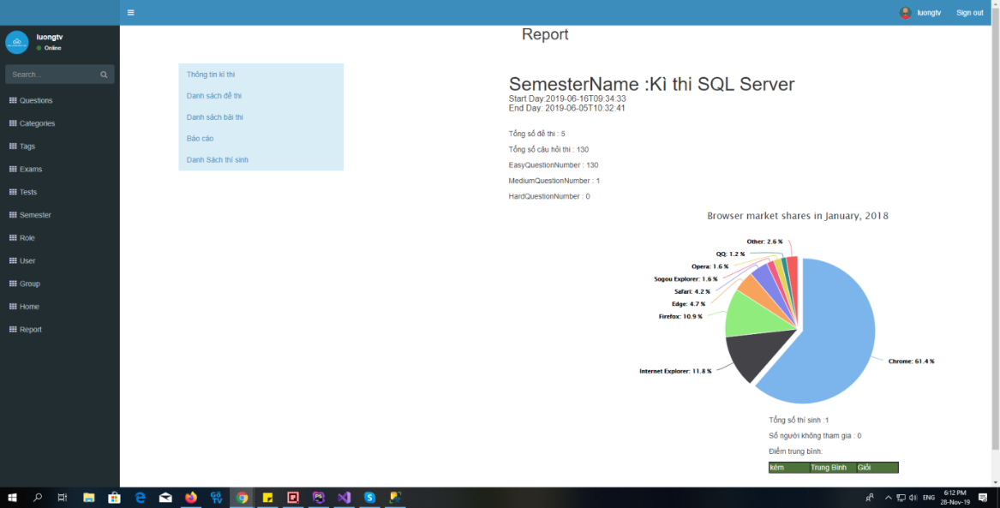 luongtv
Sign out
luongtv
Online
Search...
Questions
Categories
Tags
Exams
Tests
Semester
Role
User
Group
Home
Report
Report
Thông tin kì thi
Danh sách đề thi
Danh sách bài thi
Báo cáo
Danh Sách thí sinh
SemesterName :Kì thi SQL Server
Start Day:2019-06-16T09:34:33
End Day: 2019-06-05T10:32:41
Tổng số đề thi : 5
Tổng số câu hỏi thi : 130
EasyQuestionNumber : 130
MediumQuestionNumber : 1
HardQuestionNumber : 0
Browser market shares in January, 2018
Other: 2.6 %
QQ: 1.2 %
Opera: 1.6 %
Sogou Explorer: 1.6 %
Safari: 4.2 %
Edge: 4.7 %
Firefox: 10.9 %
Internet Explorer: 11.8 %
Chrome: 61.4 %
Tổng số thí sinh :1
Số người không tham gia : 0
Điểm trung bình:
kém Trung Bình Giỏi
ENG
6:12 PM
28-Nov-19